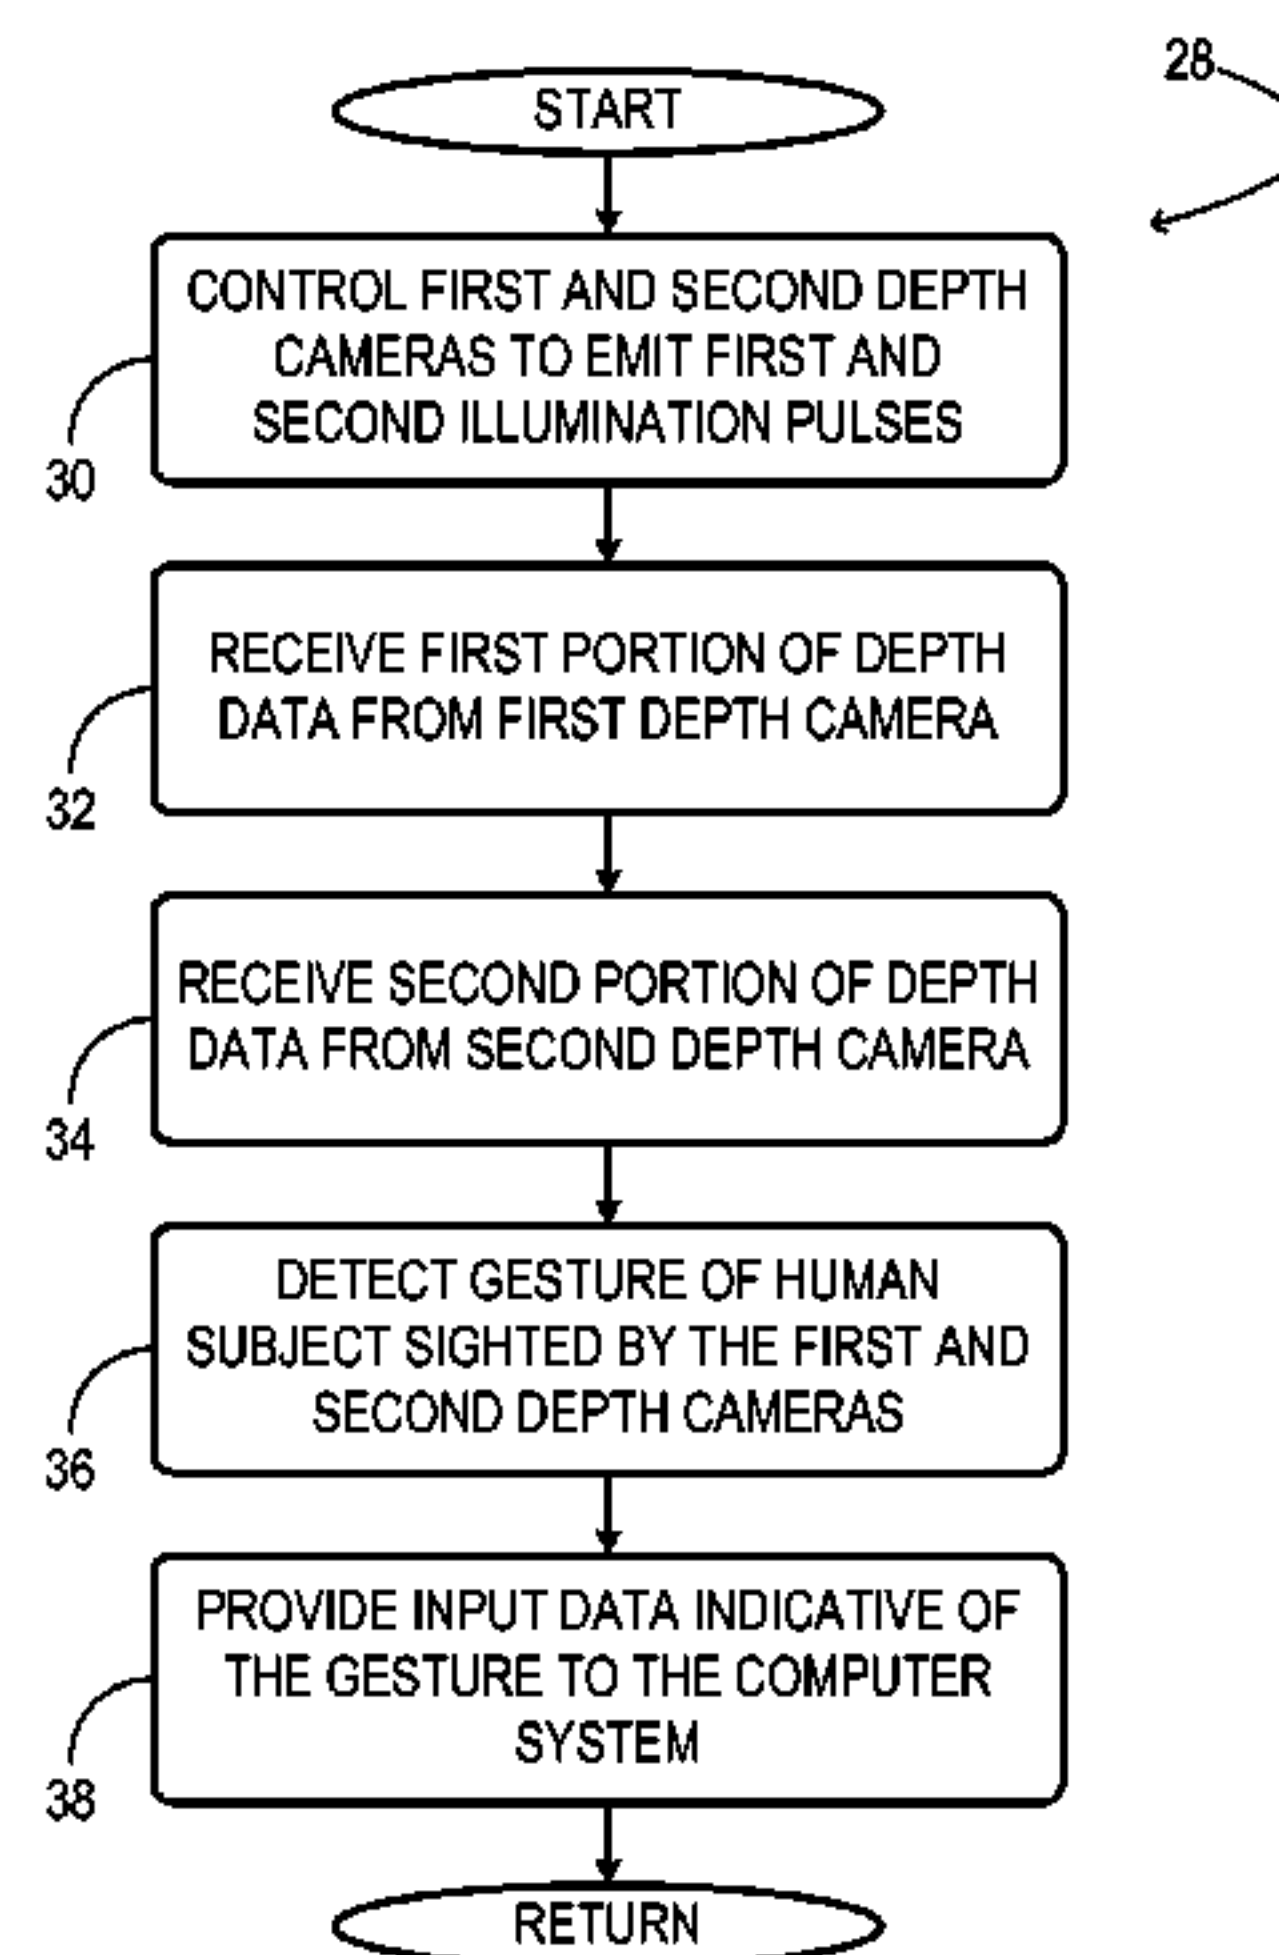 28
START
CONTROL FIRST AND SECOND DEPTH
CAMERAS TO EMIT FIRST AND
SECOND ILLUMINATION PULSES
30
RECEIVE FIRST PORTION OF DEPTH
DATA FROM FIRST DEPTH CAMERA
32
RECEIVE SECOND PORTION OF DEPTH
DATA FROM SECOND DEPTH CAMERA
34
DETECT GESTURE OF HUMAN
SUBJECT SIGHTED BY THE FIRST AND
SECOND DEPTH CAMERAS
36
PROVIDE INPUT DATA INDICATIVE OF
THE GESTURE TO THE COMPUTER
SYSTEM
38
RETURN